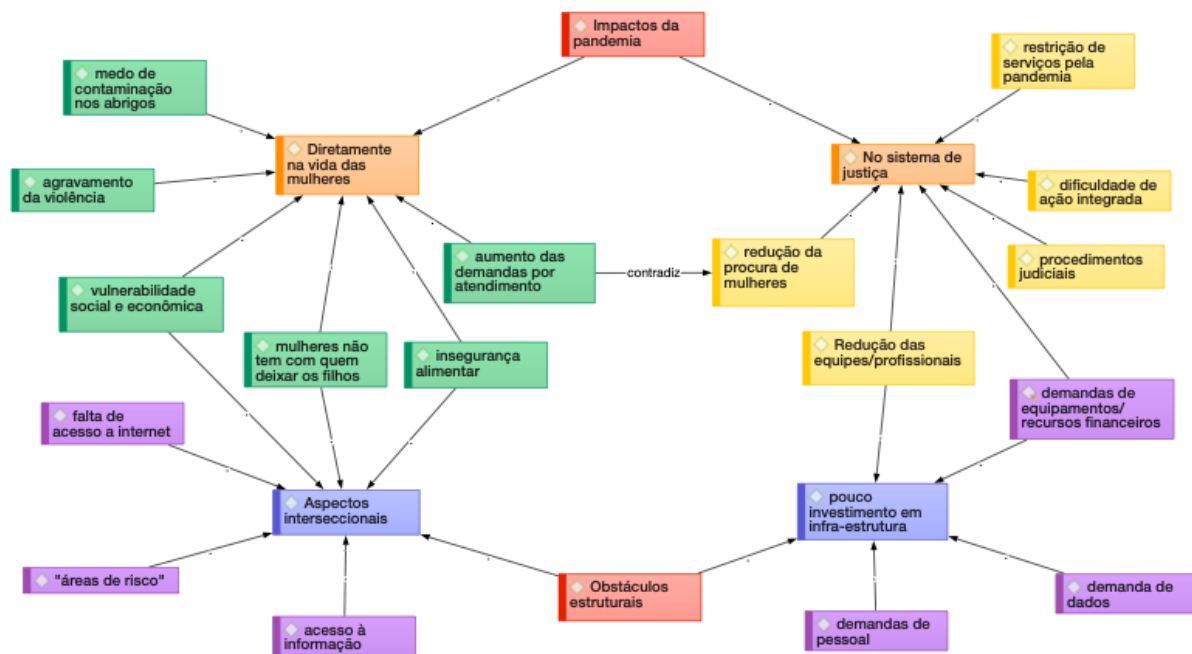 Impactos da
pandemia
restrição de
serviços pela
pandemia
medo de
contaminação
nos abrigos
Diretamente
na vida das
mulheres
No sistema de
justiça
agravamento
da violência
dificuldade de
ação integrada
aumento das
demandas por
atendimento
contradiz
redução da
procura de
mulheres
procedimentos
judiciais
vulnerabilidade
social e econômica
mulheres não
tem com quem
deixar os filhos
insegurança
alimentar
Redução das
equipes/profissionais
falta de
acesso a internet
demandas de
equipamentos/
recursos financeiros
Aspectos
interseccionais
pouco
investimento em
infra-estrutura
"áreas de risco"
Obstáculos
estruturais
demanda de
dados
acesso à
informação
demandas de
pessoal